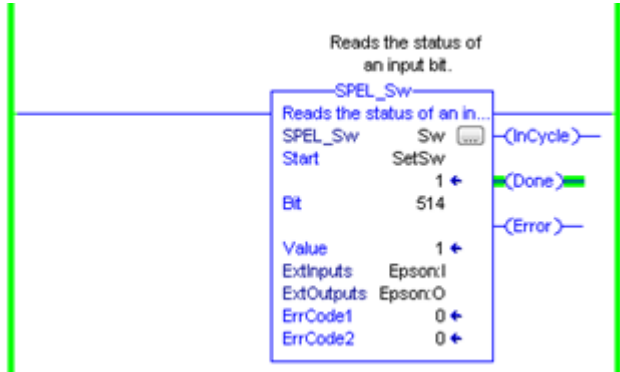 Reads the status of
an input bit.
SPEL_Sw
Reads the status of an in...
SPEL_Sw Sw ... (InCycle)
Start SetSw
1 (Done)
Bit 514
(Error)
Value 1
ExtInputs Epson:I
ExtOutputs Epson:O
ErrCode1 0
ErrCode2 0